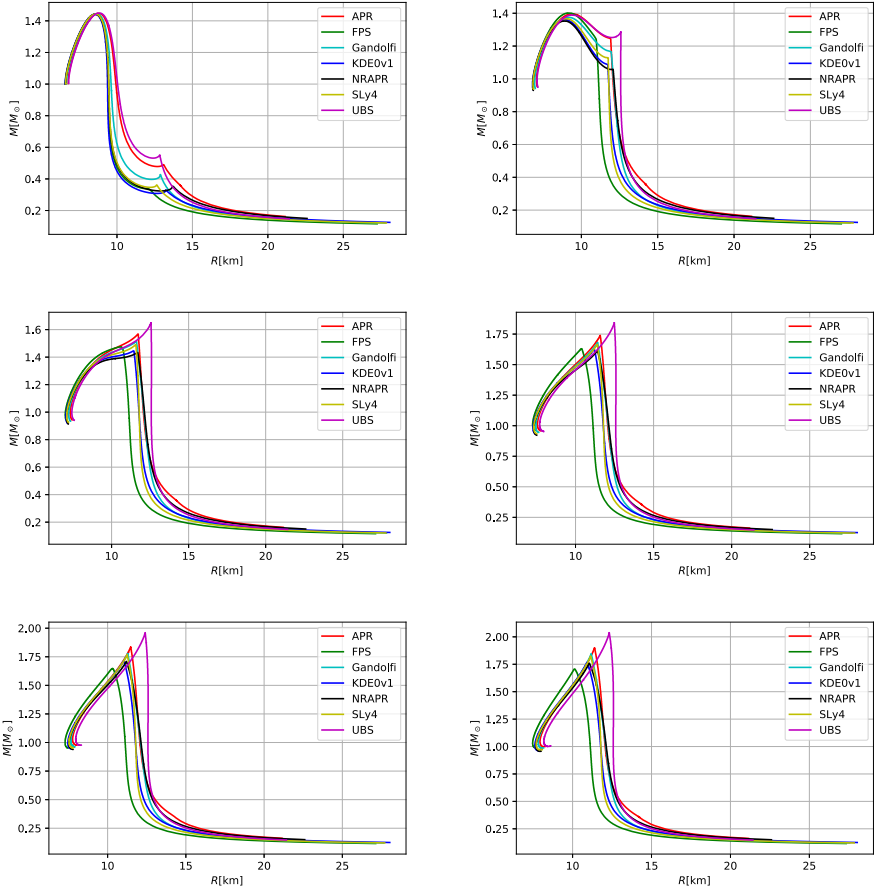 1.4
1.2
1.0
0.8
0.6
0.4
0.2
M[M⊙]
10
15
20
25
R[km]
APR
FPS
Gandolfi
KDE0v1
NRAPR
SLy4
UBS
1.4
1.2
1.0
0.8
0.6
0.4
0.2
M[M⊙]
10
15
20
25
R[km]
APR
FPS
Gandolfi
KDE0v1
NRAPR
SLy4
UBS
1.6
1.4
1.2
1.0
0.8
0.6
0.4
0.2
M[M⊙]
10
15
20
25
R[km]
APR
FPS
Gandolfi
KDE0v1
NRAPR
SLy4
UBS
1.75
1.50
1.25
1.00
0.75
0.50
0.25
M[M⊙]
10
15
20
25
R[km]
APR
FPS
Gandolfi
KDE0v1
NRAPR
SLy4
UBS
2.00
1.75
1.50
1.25
1.00
0.75
0.50
0.25
M[M⊙]
10
15
20
25
R[km]
APR
FPS
Gandolfi
KDE0v1
NRAPR
SLy4
UBS
2.00
1.75
1.50
1.25
1.00
0.75
0.50
0.25
M[M⊙]
10
15
20
25
R[km]
APR
FPS
Gandolfi
KDE0v1
NRAPR
SLy4
UBS